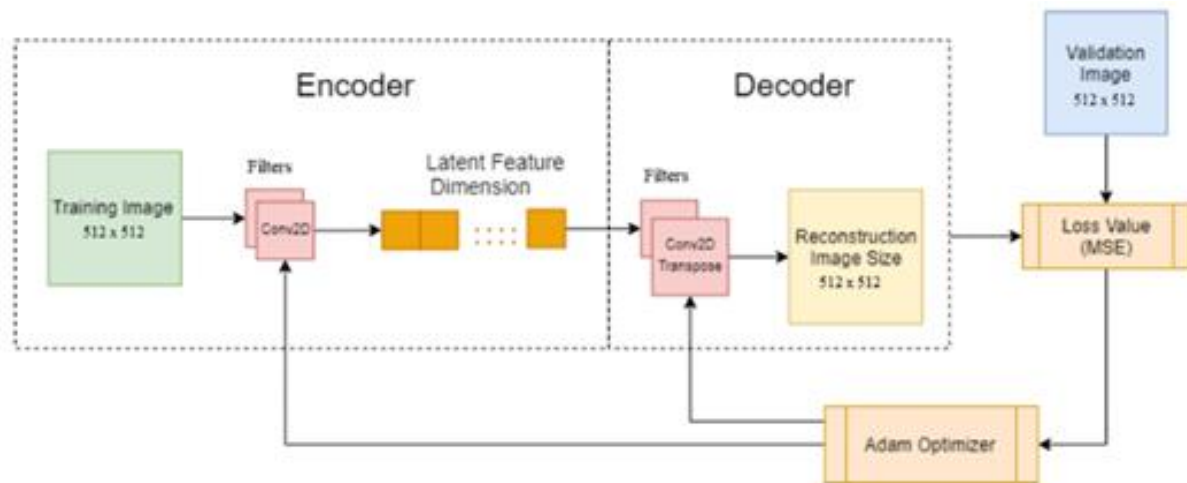 Encoder
Decoder
Validation
Image
512 x 512
Filters
Latent Feature
Dimension
Filters
Training Image
512 x 512
Conv2D
Conv2D
Transpose
Reconstruction
Image Size
512 x 512
Loss Value
(MSE)
Adam Optimizer